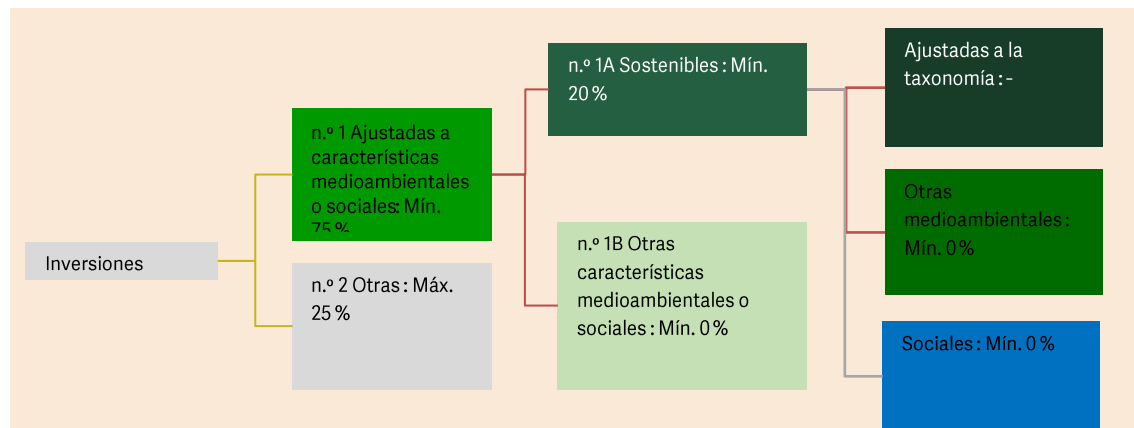 Inversiones
n.º 1 Ajustadas a
características
medioambientales
o sociales: Mín.
75 %
n.º 2 Otras : Máx.
25 %
n.º 1A Sostenibles : Mín.
20 %
n.º 1B Otras
características
medioambientales o
sociales : Mín. 0 %
Ajustadas a la
taxonomía : -
Otras
medioambientales :
Mín. 0 %
Sociales : Mín. 0 %